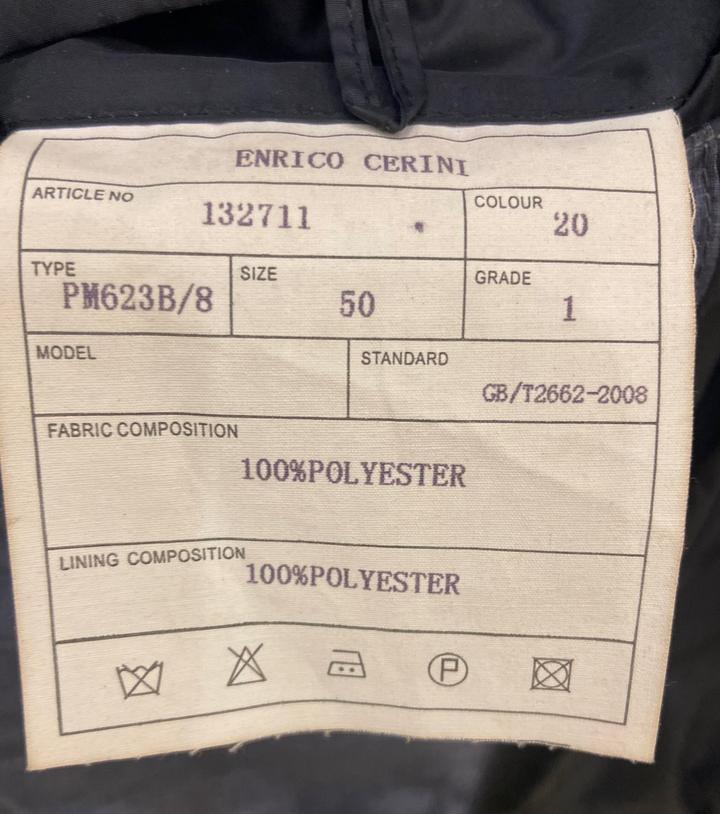 ENRICO CERINI
ARTICLE NO
132711
COLOUR
20
TYPE
PM623B/8
SIZE
50
GRADE
1
MODEL
STANDARD
GB/T2662-2008
FABRIC COMPOSITION
100%POLYESTER
LINING COMPOSITION
100%POLYESTER
P